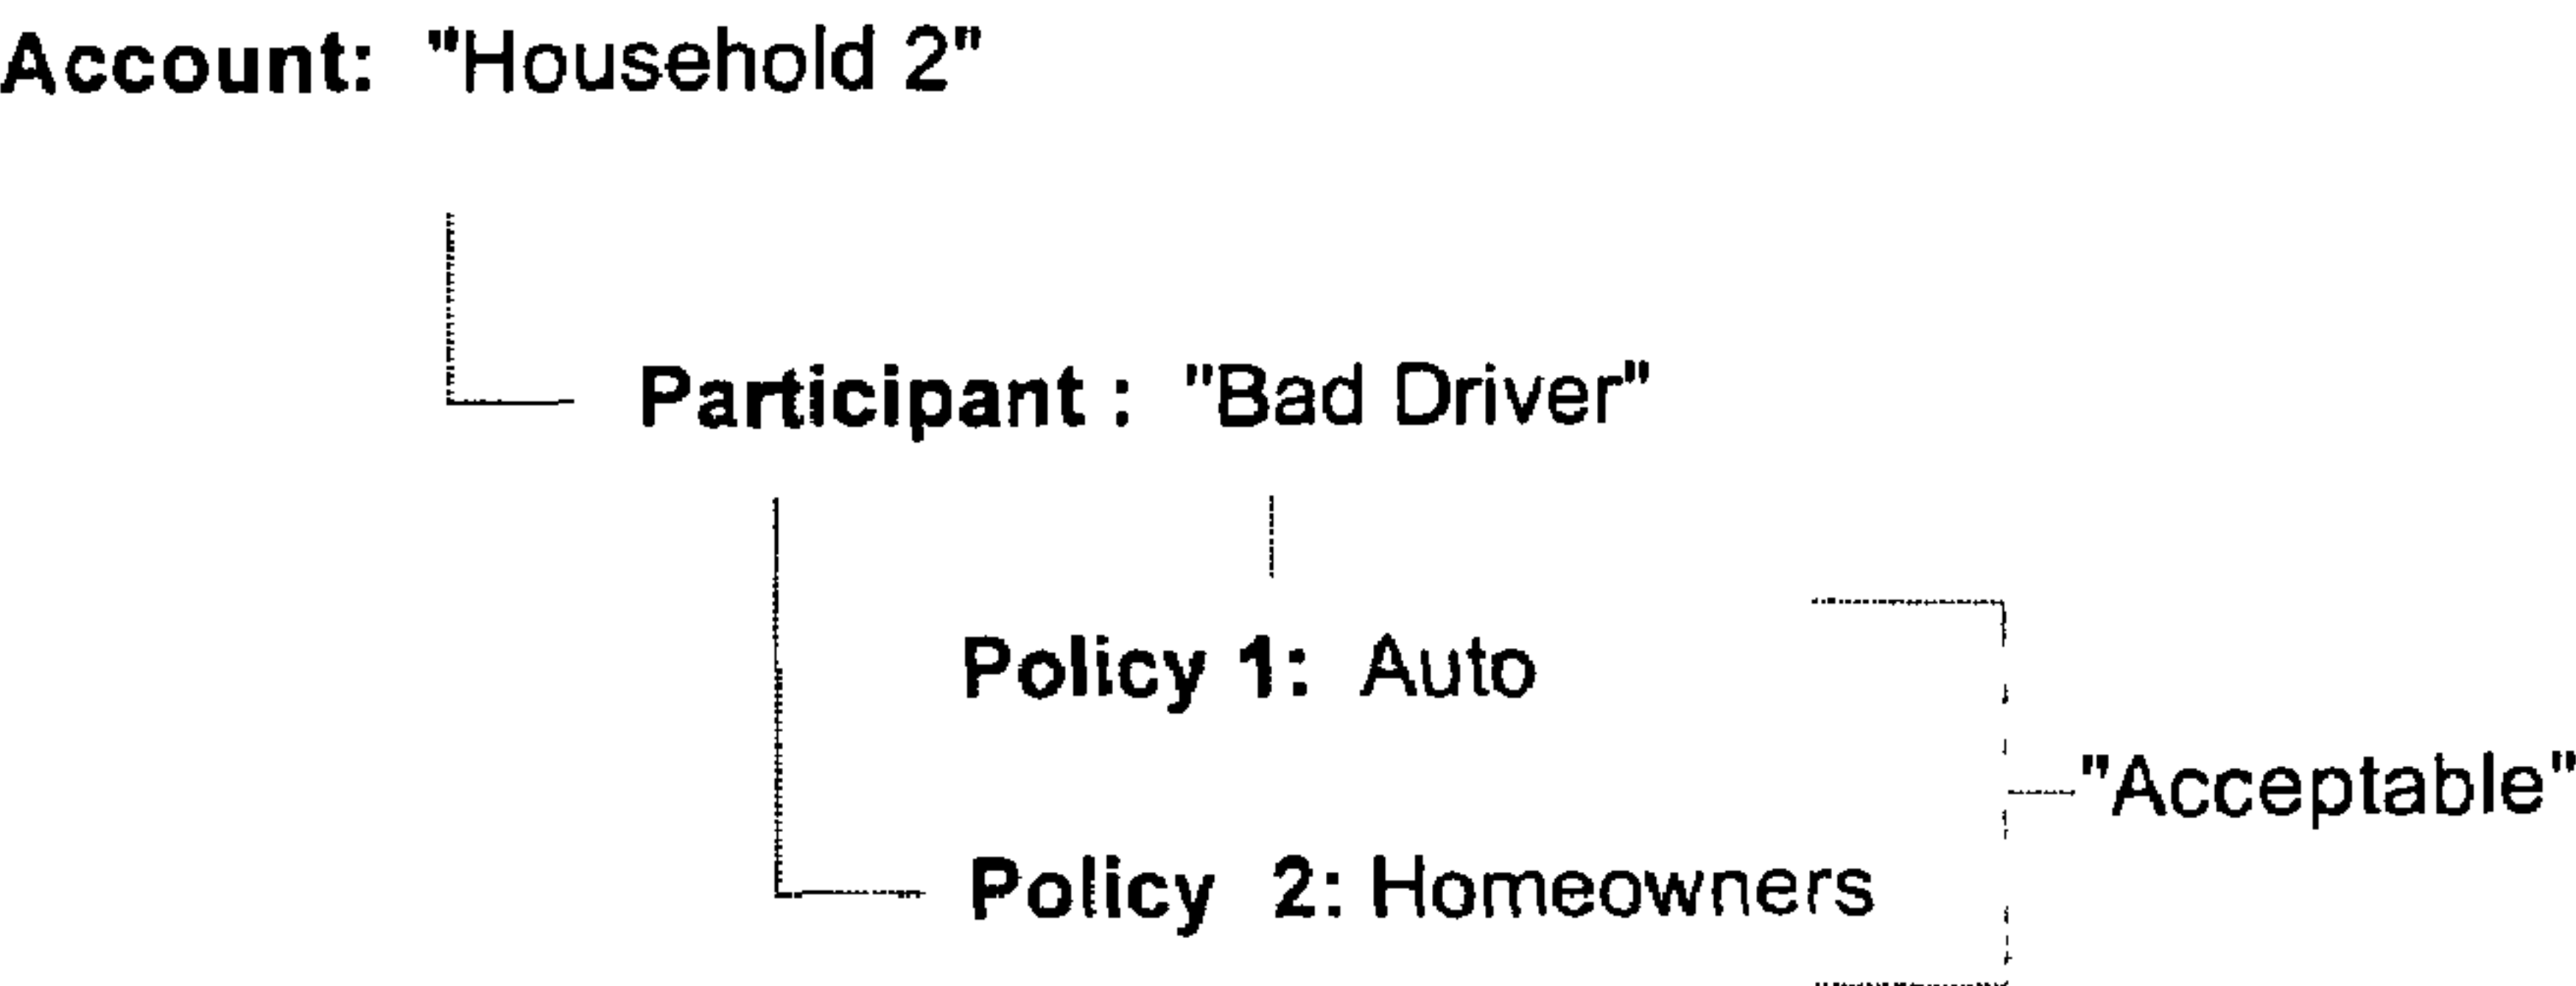 Account: "Household 2"
Participant : "Bad Driver"
Policy 1: Auto
"Acceptable"
Policy 2: Homeowners